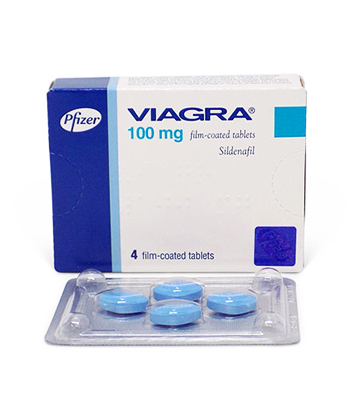 Pfizer
VIAGRA®
100 mg film-coated tablets
Sildenafil
4 film-coated tablets